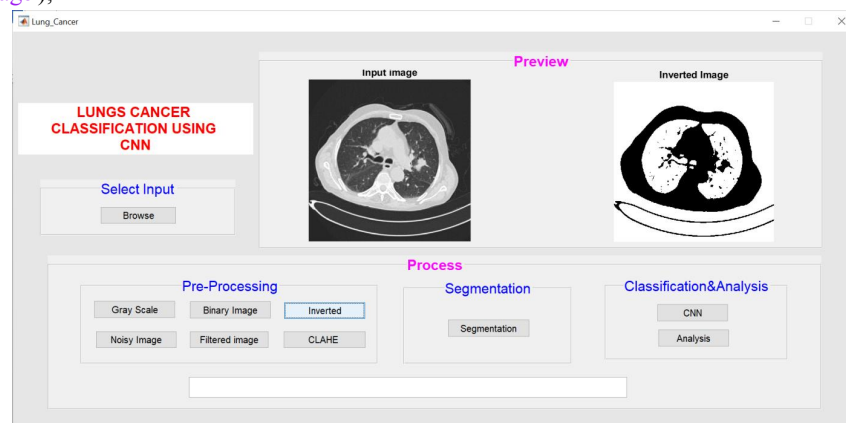 Lung_Cancer
Preview
Input image
Inverted Image
LUNGS CANCER
CLASSIFICATION USING
CNN
Select Input
Browse
Process
Pre-Processing
Gray Scale
Binary Image
Inverted
Noisy Image
Filtered image
CLAHE
Segmentation
Segmentation
Classification&Analysis
CNN
Analysis